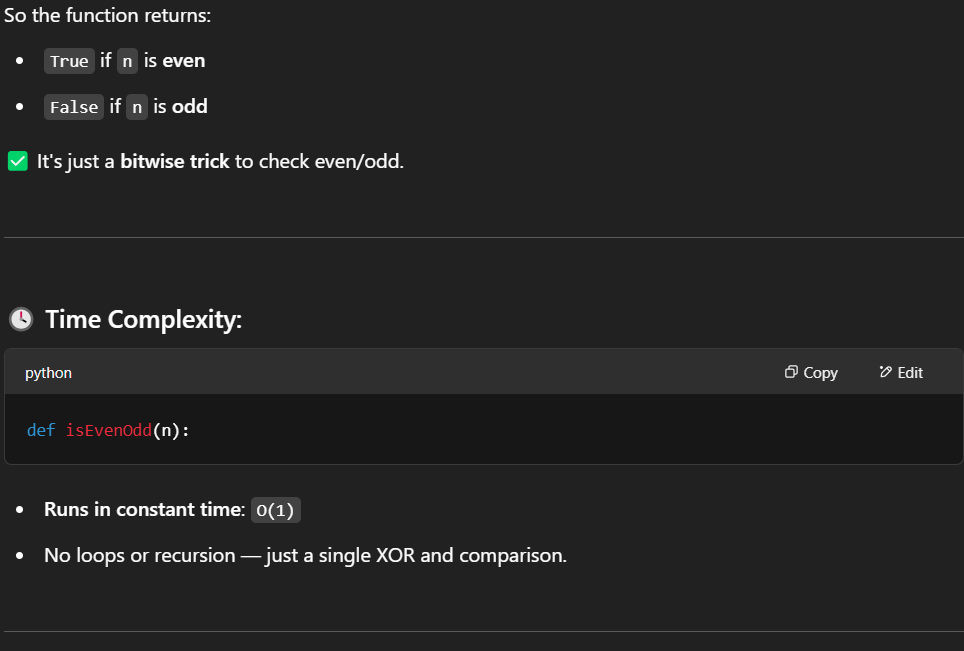 So the function returns:
True if n is even
False if n is odd
It's just a bitwise trick to check even/odd.
Time Complexity:
python Copy Edit
def isEvenOdd(n):
Runs in constant time: O(1)
No loops or recursion — just a single XOR and comparison.